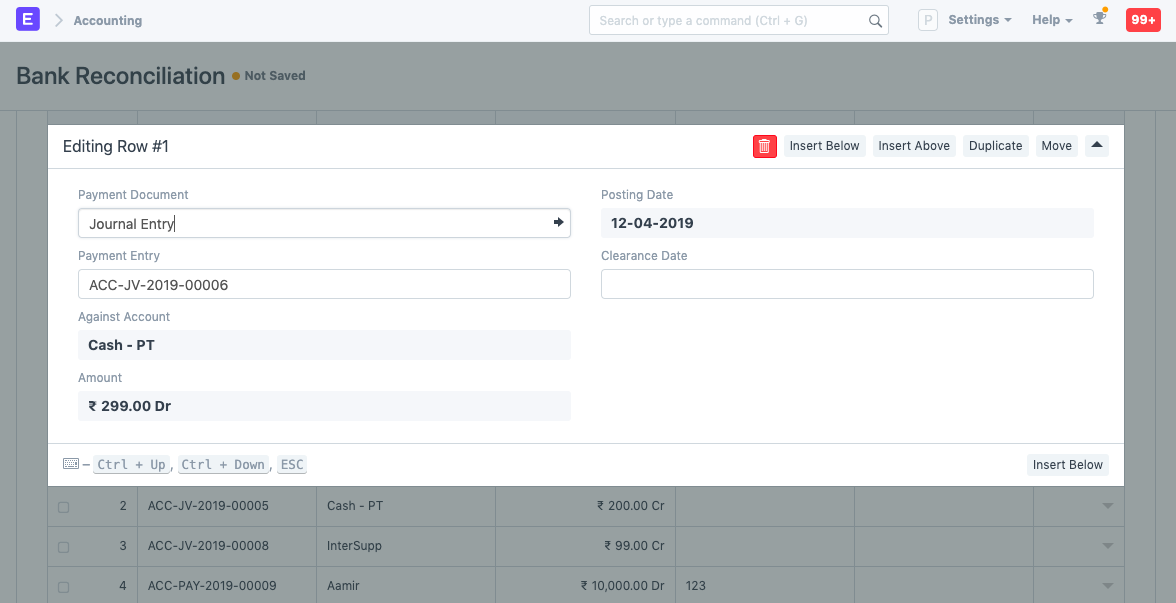 E Accounting Search or type a command (Ctrl + G) P Settings Help 99+
Bank Reconciliation Not Saved
Editing Row #1 Insert Below Insert Above Duplicate Move
Payment Document Posting Date
Journal Entry 12-04-2019
Payment Entry Clearance Date
ACC-JV-2019-00006
Against Account
Cash - PT
Amount
₹ 299.00 Dr
– Ctrl + Up, Ctrl + Down, ESC Insert Below
2 ACC-JV-2019-00005 Cash - PT ₹ 200.00 Cr
3 ACC-JV-2019-00008 InterSupp ₹ 99.00 Cr
4 ACC-PAY-2019-00009 Aamir ₹ 10,000.00 Dr 123